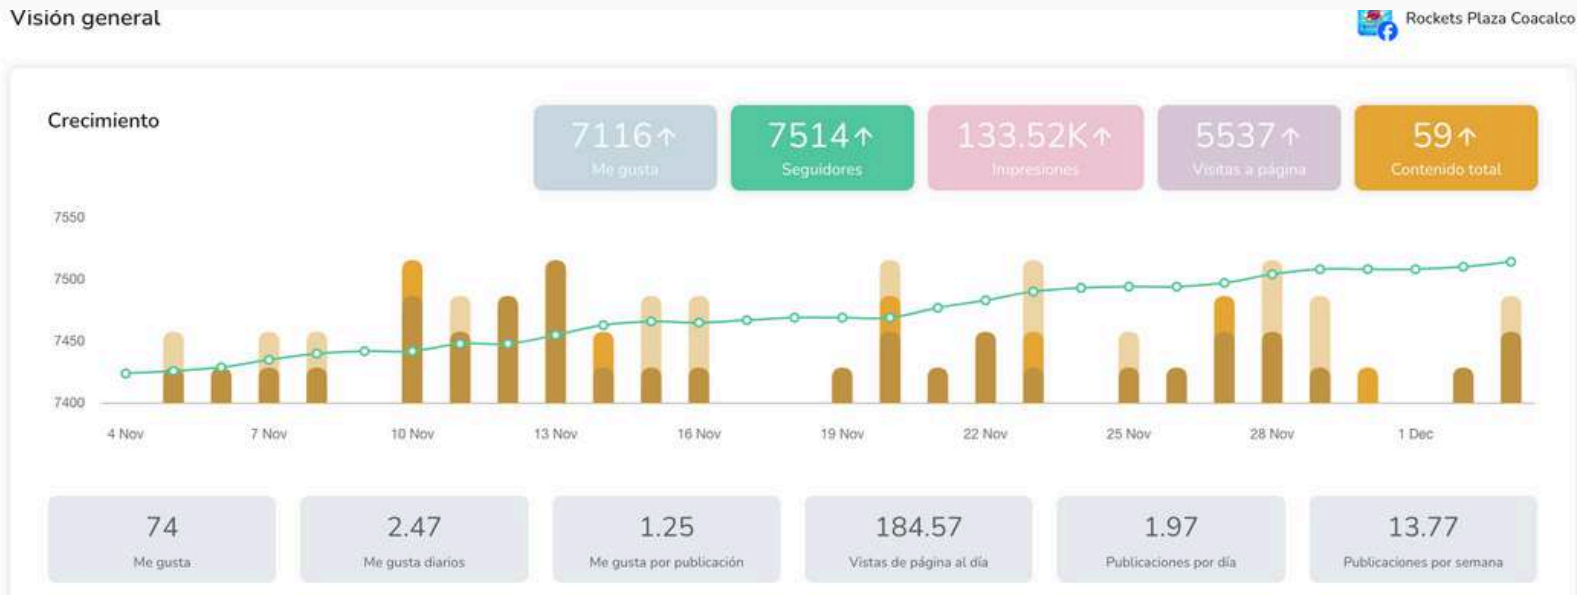 Visión general
Rockets Plaza Coacalco
Crecimiento
7116↑
Me gusta
7514↑
Seguidores
133.52K↑
Impresiones
5537↑
Visitas a página
59↑
Contenido total
7550
7500
7450
7400
4 Nov
7 Nov
10 Nov
13 Nov
16 Nov
19 Nov
22 Nov
25 Nov
28 Nov
1 Dec
74
Me gusta
2.47
Me gusta diarios
1.25
Me gusta por publicación
184.57
Vistas de página al día
1.97
Publicaciones por día
13.77
Publicaciones por semana